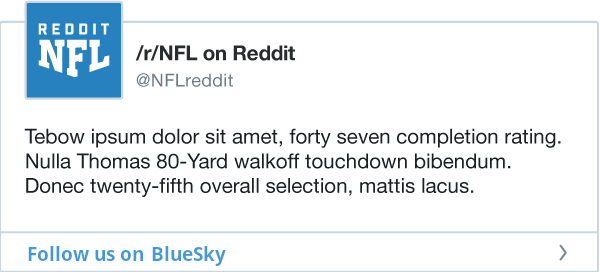 REDDIT
NFL
/r/NFL on Reddit
@NFLreddit
Tebow ipsum dolor sit amet, forty seven completion rating.
Nulla Thomas 80-Yard walkoff touchdown bibendum.
Donec twenty-fifth overall selection, mattis lacus.
Follow us on BlueSky